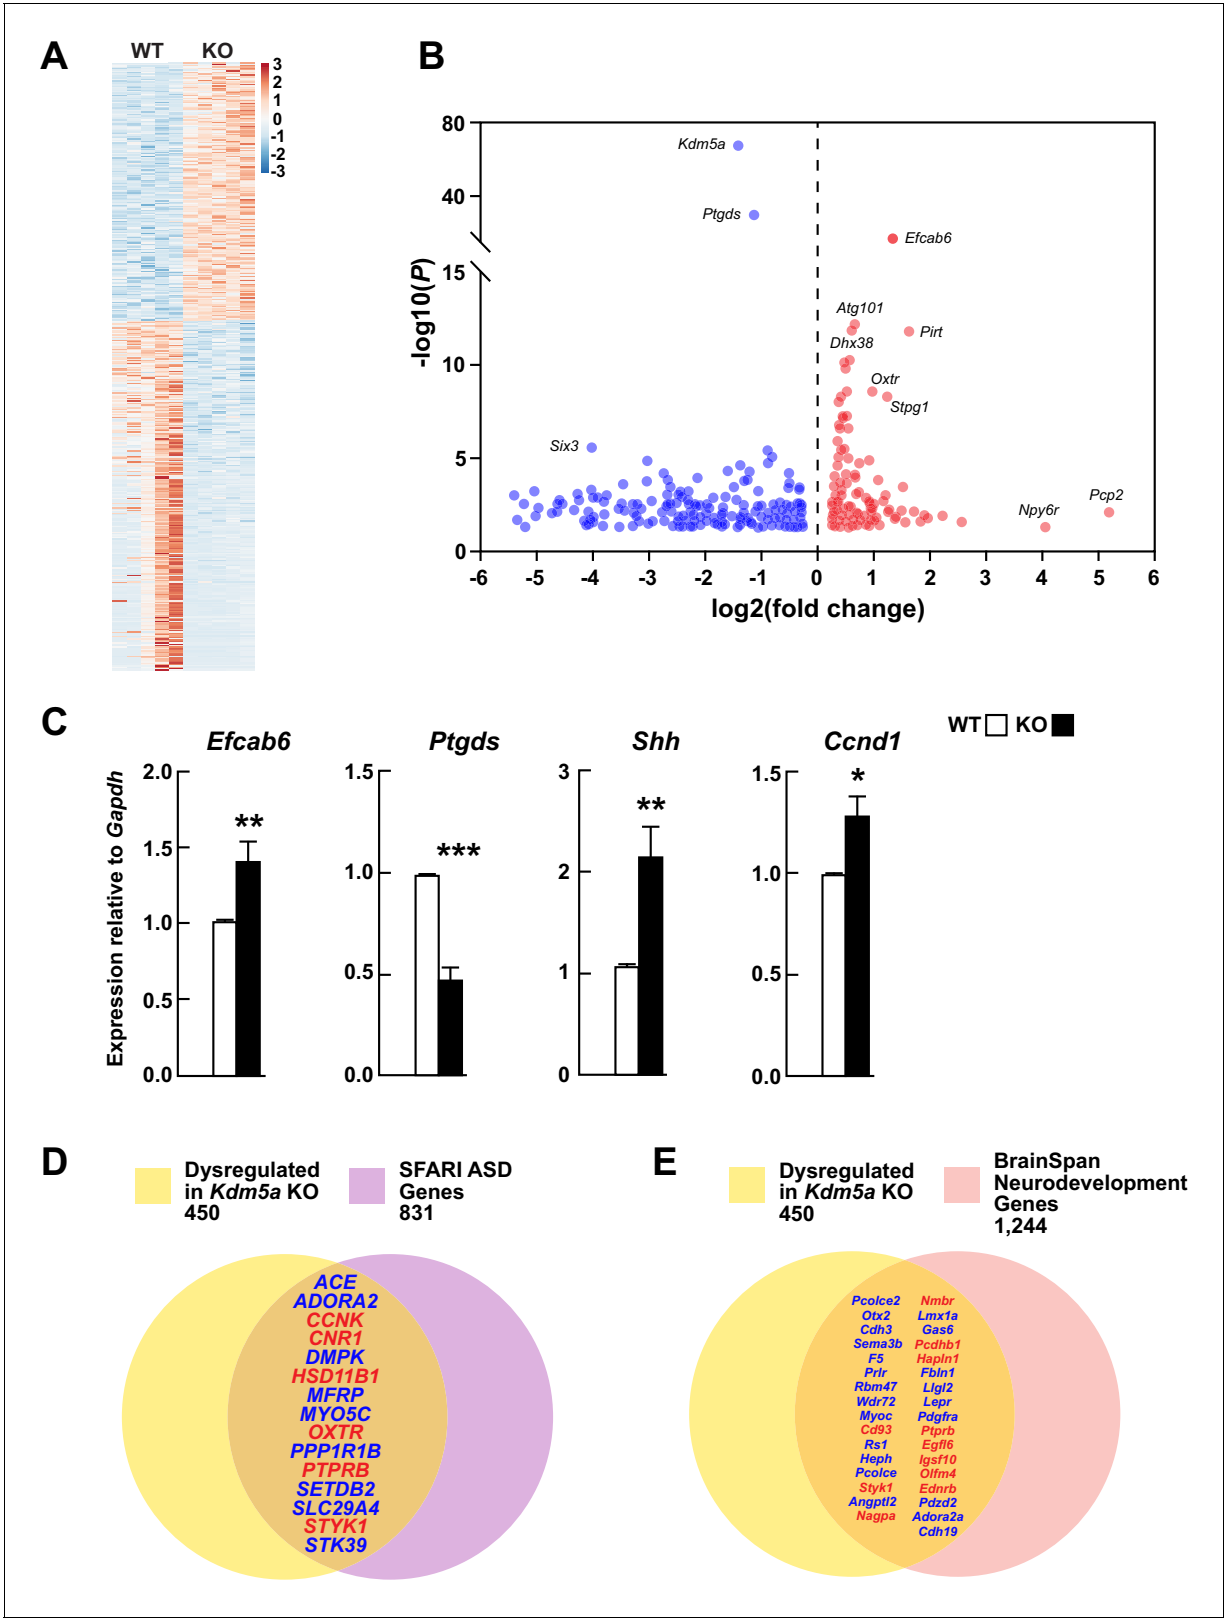 A
WT KO
3
2
1
0
-1
-2
-3
B
80
40
15
10
5
0
-log10(P)
Kdm5a
Ptgds
Efcab6
Atg101
Pirt
Dhx38
Oxtr
Stpg1
Six3
Pcp2
Npy6r
-6 -5 -4 -3 -2 -1 0 1 2 3 4 5 6
log2(fold change)
C
WT KO
Expression relative to Gapdh
Efcab6
2.0
1.5
1.0
0.5
0.0
**
Ptgds
1.5
1.0
0.5
0.0
***
Shh
3
2
1
0
**
Ccnd1
1.5
1.0
0.5
0.0
*
D
Dysregulated
in Kdm5a KO
450
SFARI ASD
Genes
831
ACE
ADORA2
CCNK
CNR1
DMPK
HSD11B1
MFRP
MYO5C
OXTR
PPP1R1B
PTPRB
SETDB2
SLC29A4
STYK1
STK39
E
Dysregulated
in Kdm5a KO
450
BrainSpan
Neurodevelopment
Genes
1,244
Pcolce2 Nmbr
Otx2 Lmx1a
Cdh3 Gas6
Sema3b Pcdhb1
F5 Hapln1
Prlr Fbln1
Rbm47 Llgl2
Wdr72 Lepr
Myoc Pdgfra
Cd93 Ptprb
Rs1 Egfl6
Heph Igsf10
Pcolce Olfm4
Styk1 Ednrb
Angptl2 Pdzd2
Nagpa Adora2a
Cdh19